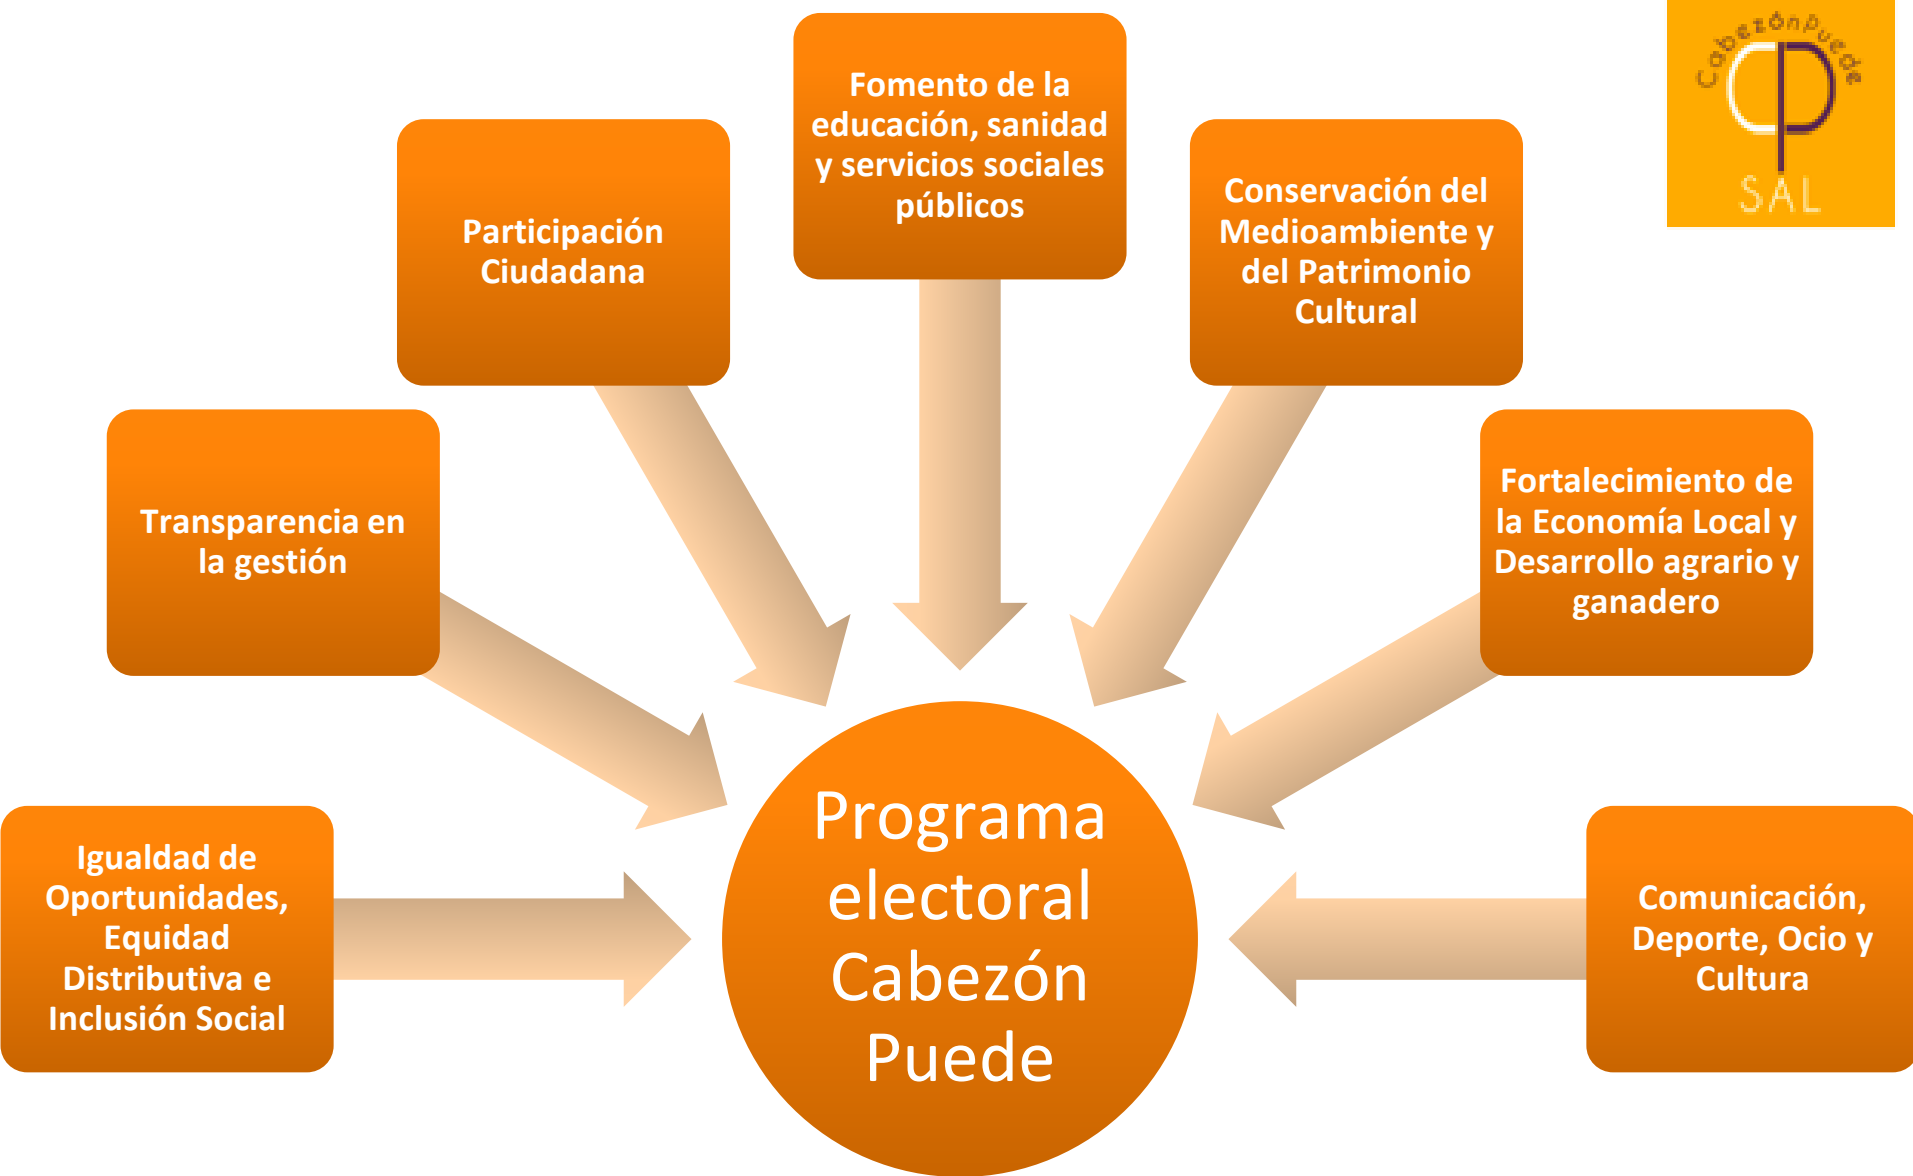 Cabezónpuede
SAL
Fomento de la
educación, sanidad
y servicios sociales
públicos
Participación
Ciudadana
Conservación del
Medioambiente y
del Patrimonio
Cultural
Transparencia en
la gestión
Fortalecimiento de
la Economía Local y
Desarrollo agrario y
ganadero
Igualdad de
Oportunidades,
Equidad
Distributiva e
Inclusión Social
Programa
electoral
Cabezón
Puede
Comunicación,
Deporte, Ocio y
Cultura